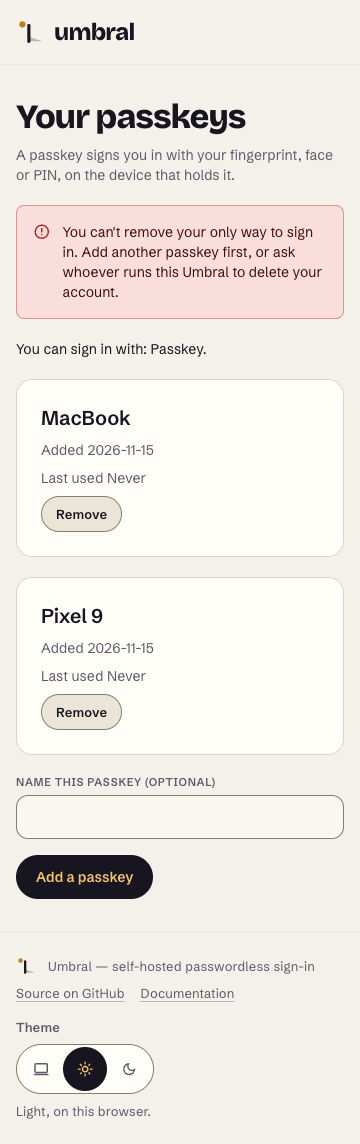 umbral
Your passkeys
A passkey signs you in with your fingerprint, face
or PIN, on the device that holds it.
You can't remove your only way to sign
in. Add another passkey first, or ask
whoever runs this Umbral to delete your
account.
You can sign in with: Passkey.
MacBook
Added 2026-11-15
Last used Never
Remove
Pixel 9
Added 2026-11-15
Last used Never
Remove
NAME THIS PASSKEY (OPTIONAL)
Add a passkey
Umbral — self-hosted passwordless sign-in
Source on GitHub Documentation
Theme
Light, on this browser.